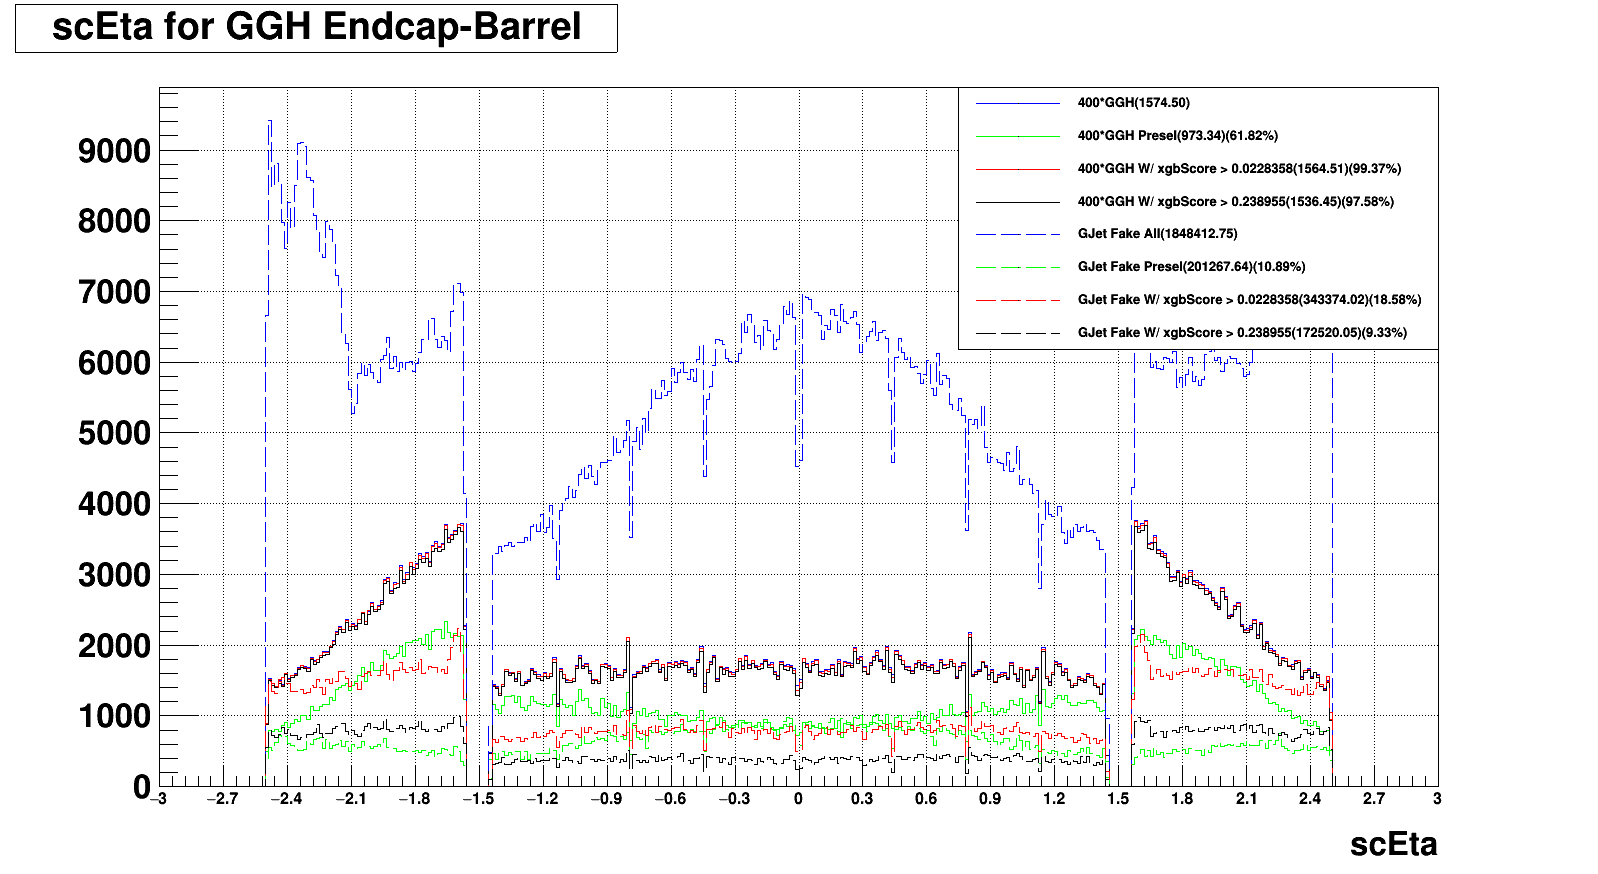 scEta for GGH Endcap-Barrel
400*GGH(1574.50)
400*GGH Presel(973.34)(61.82%)
400*GGH W/ xgbScore > 0.0228358(1564.51)(99.37%)
400*GGH W/ xgbScore > 0.238955(1536.45)(97.58%)
GJet Fake All(1848412.75)
GJet Fake Presel(201267.64)(10.89%)
GJet Fake W/ xgbScore > 0.0228358(343374.02)(18.58%)
GJet Fake W/ xgbScore > 0.238955(172520.05)(9.33%)
9000
8000
7000
6000
5000
4000
3000
2000
1000
0
−3 −2.7 −2.4 −2.1 −1.8 −1.5 −1.2 −0.9 −0.6 −0.3 0 0.3 0.6 0.9 1.2 1.5 1.8 2.1 2.4 2.7 3
scEta